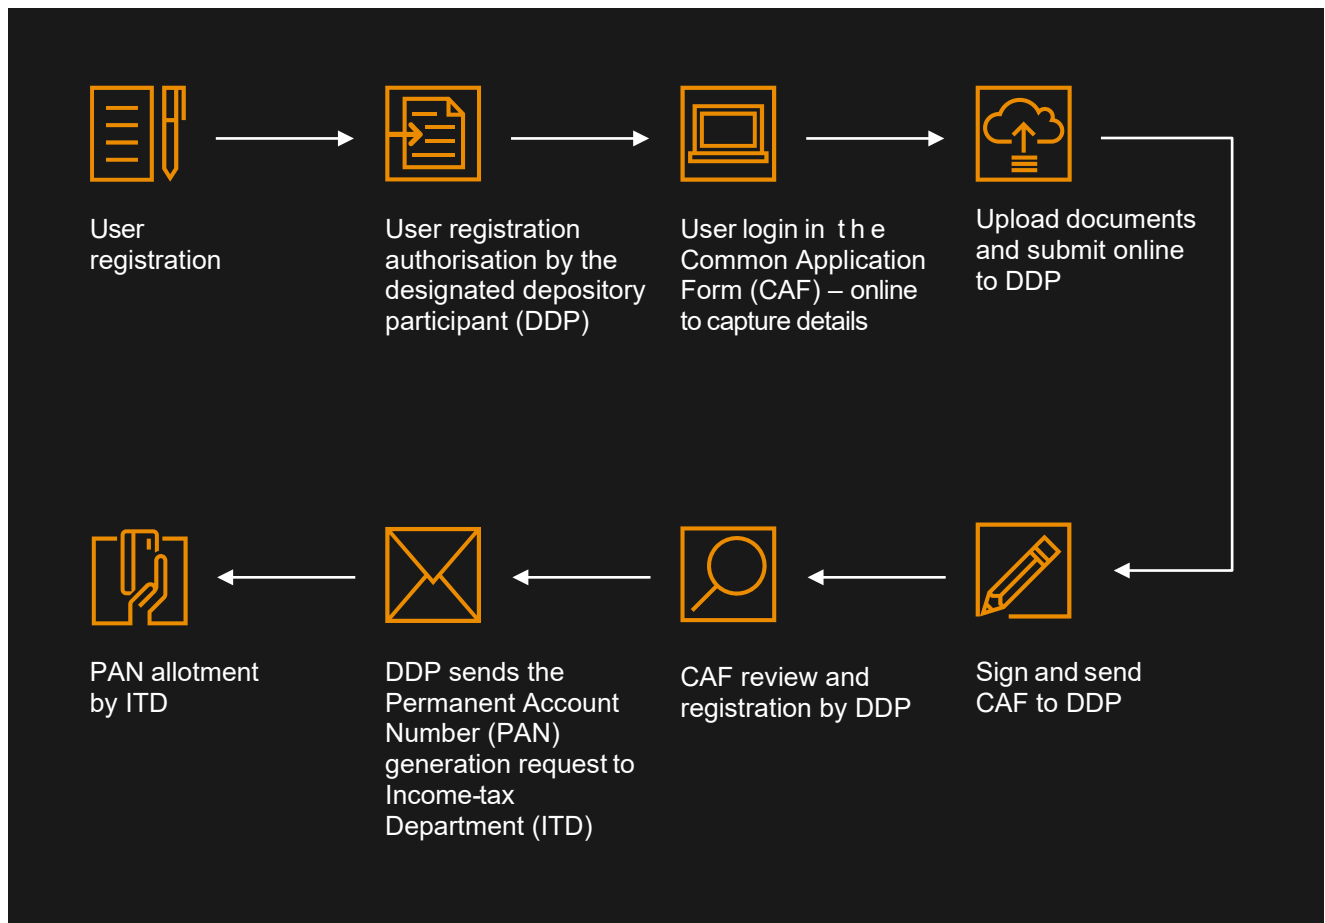 User
registration
User registration
authorisation by the
designated depository
participant (DDP)
User login in the
Common Application
Form (CAF) – online
to capture details
Upload documents
and submit online
to DDP
PAN allotment
by ITD
DDP sends the
Permanent Account
Number (PAN)
generation request to
Income-tax
Department (ITD)
CAF review and
registration by DDP
Sign and send
CAF to DDP